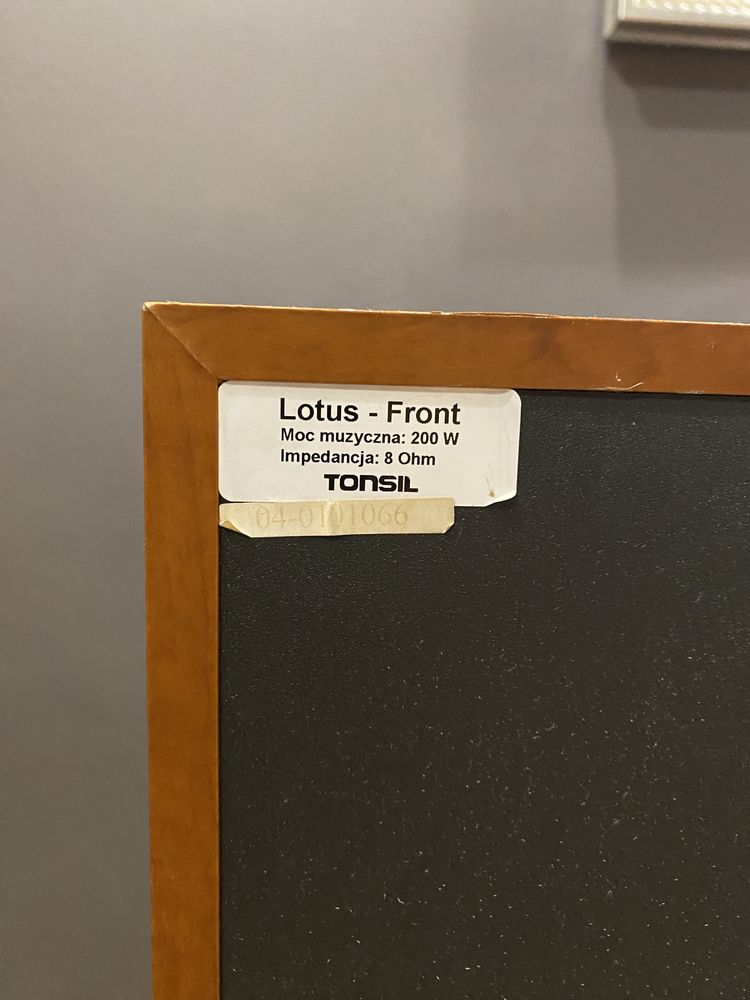 Lotus - Front
Moc muzyczna: 200 W
Impedancja: 8 Ohm
TONSIL
04-0101066